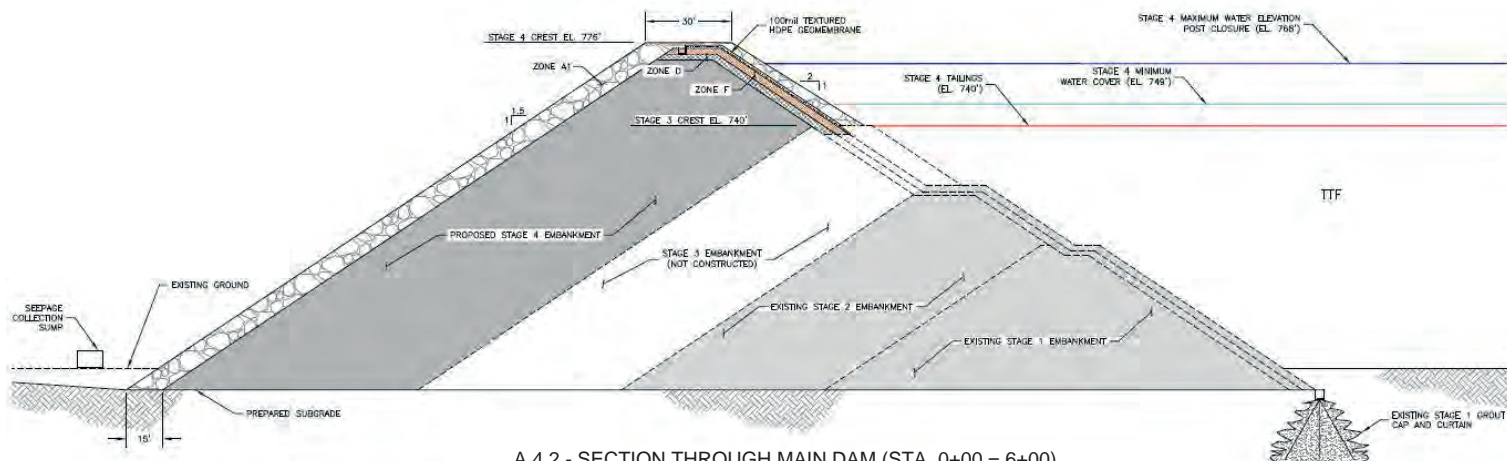 30'
100mil TEXTURED
HDPE GEOMEMBRANE
STAGE 4 MAXIMUM WATER ELEVATION
POST CLOSURE (EL. 768')
STAGE 4 CREST EL. 776'
ZONE A1
ZONE D
ZONE F
2
1
STAGE 4 TAILINGS
(EL. 740')
STAGE 4 MINIMUM
WATER COVER (EL. 749')
1.5
1
STAGE 3 CREST EL. 740'
TTF
PROPOSED STAGE 4 EMBANKMENT
STAGE 3 EMBANKMENT
(NOT CONSTRUCTED)
EXISTING GROUND
SEEPAGE
COLLECTION
SUMP
EXISTING STAGE 2 EMBANKMENT
EXISTING STAGE 1 EMBANKMENT
PREPARED SUBGRADE
EXISTING STAGE 1 GROUT
CAP AND CURTAIN
15'
A.4.2 - SECTION THROUGH MAIN DAM (STA. 0+00 = 6+00)